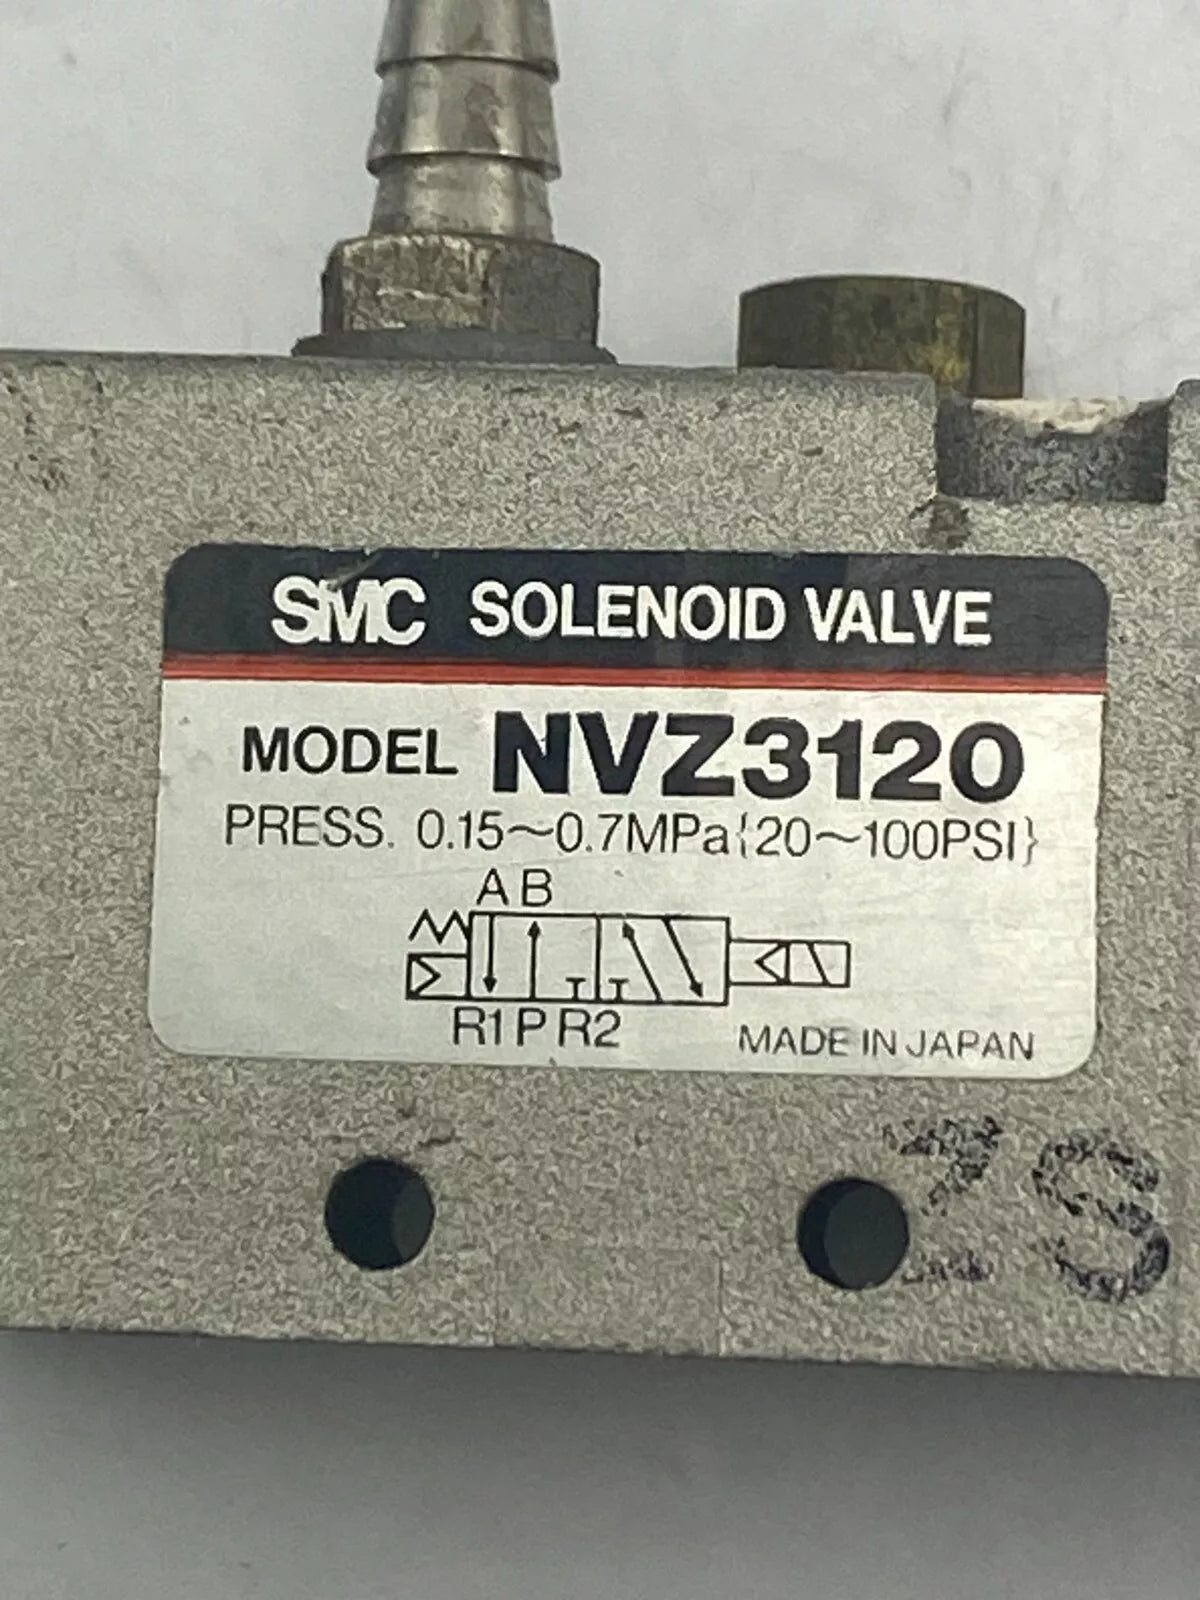 SMC SOLENOID VALVE
MODEL NVZ3120
PRESS. 0.15~0.7MPa{20~100PSI}
A B
R1 P R2
MADE IN JAPAN